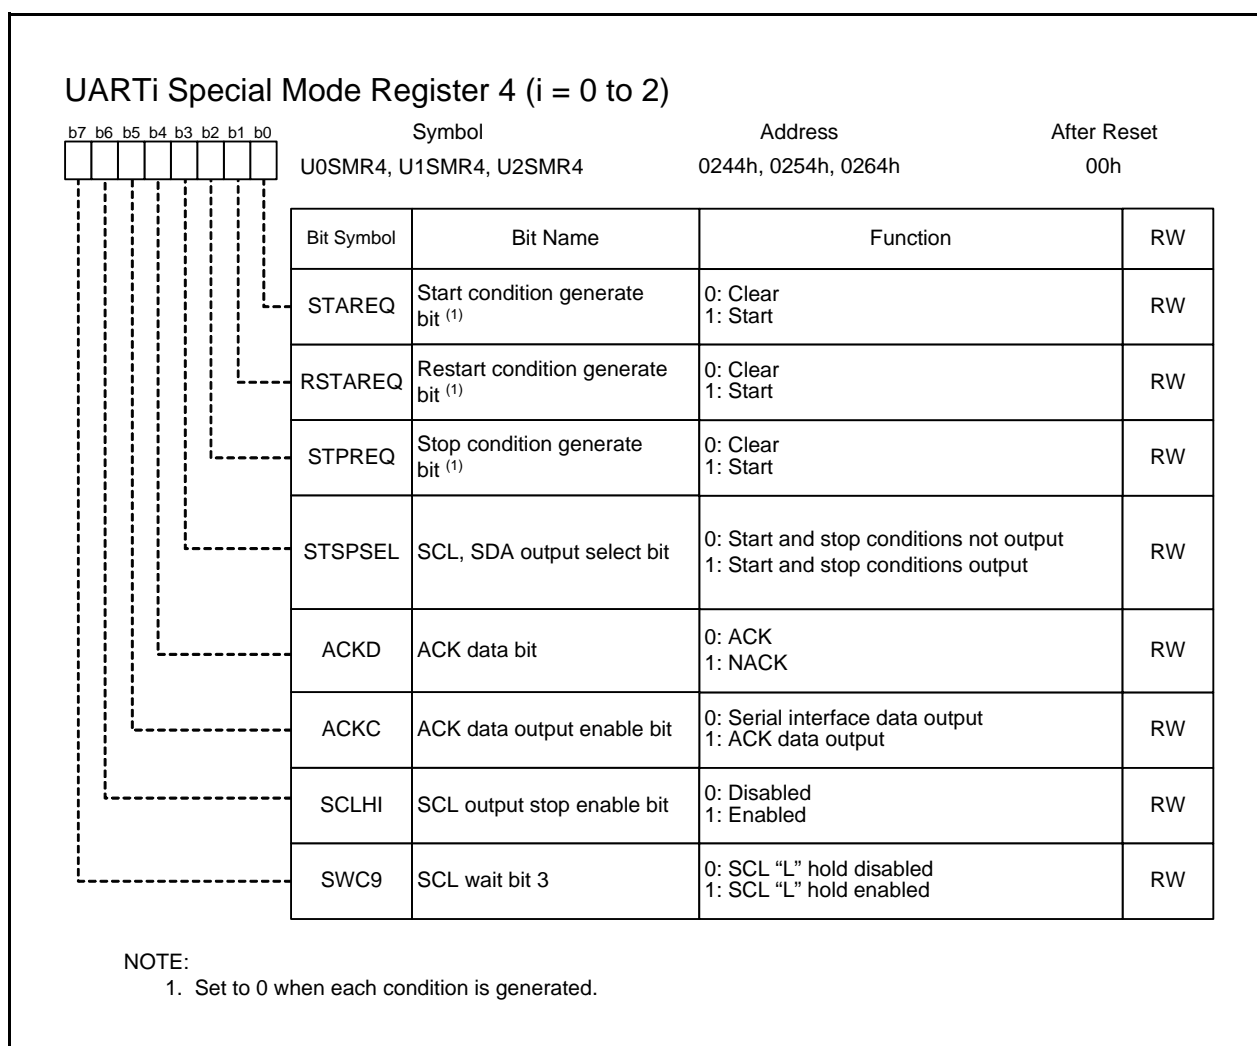 UARTi Special Mode Register 4 (i = 0 to 2)
b7 b6 b5 b4 b3 b2 b1 b0
Symbol Address After Reset
U0SMR4, U1SMR4, U2SMR4 0244h, 0254h, 0264h 00h
Bit Symbol Bit Name Function RW
STAREQ Start condition generate bit (1) 0: Clear 1: Start RW
RSTAREQ Restart condition generate bit (1) 0: Clear 1: Start RW
STPREQ Stop condition generate bit (1) 0: Clear 1: Start RW
STSPSEL SCL, SDA output select bit 0: Start and stop conditions not output 1: Start and stop conditions output RW
ACKD ACK data bit 0: ACK 1: NACK RW
ACKC ACK data output enable bit 0: Serial interface data output 1: ACK data output RW
SCLHI SCL output stop enable bit 0: Disabled 1: Enabled RW
SWC9 SCL wait bit 3 0: SCL “L” hold disabled 1: SCL “L” hold enabled RW
NOTE:
1. Set to 0 when each condition is generated.